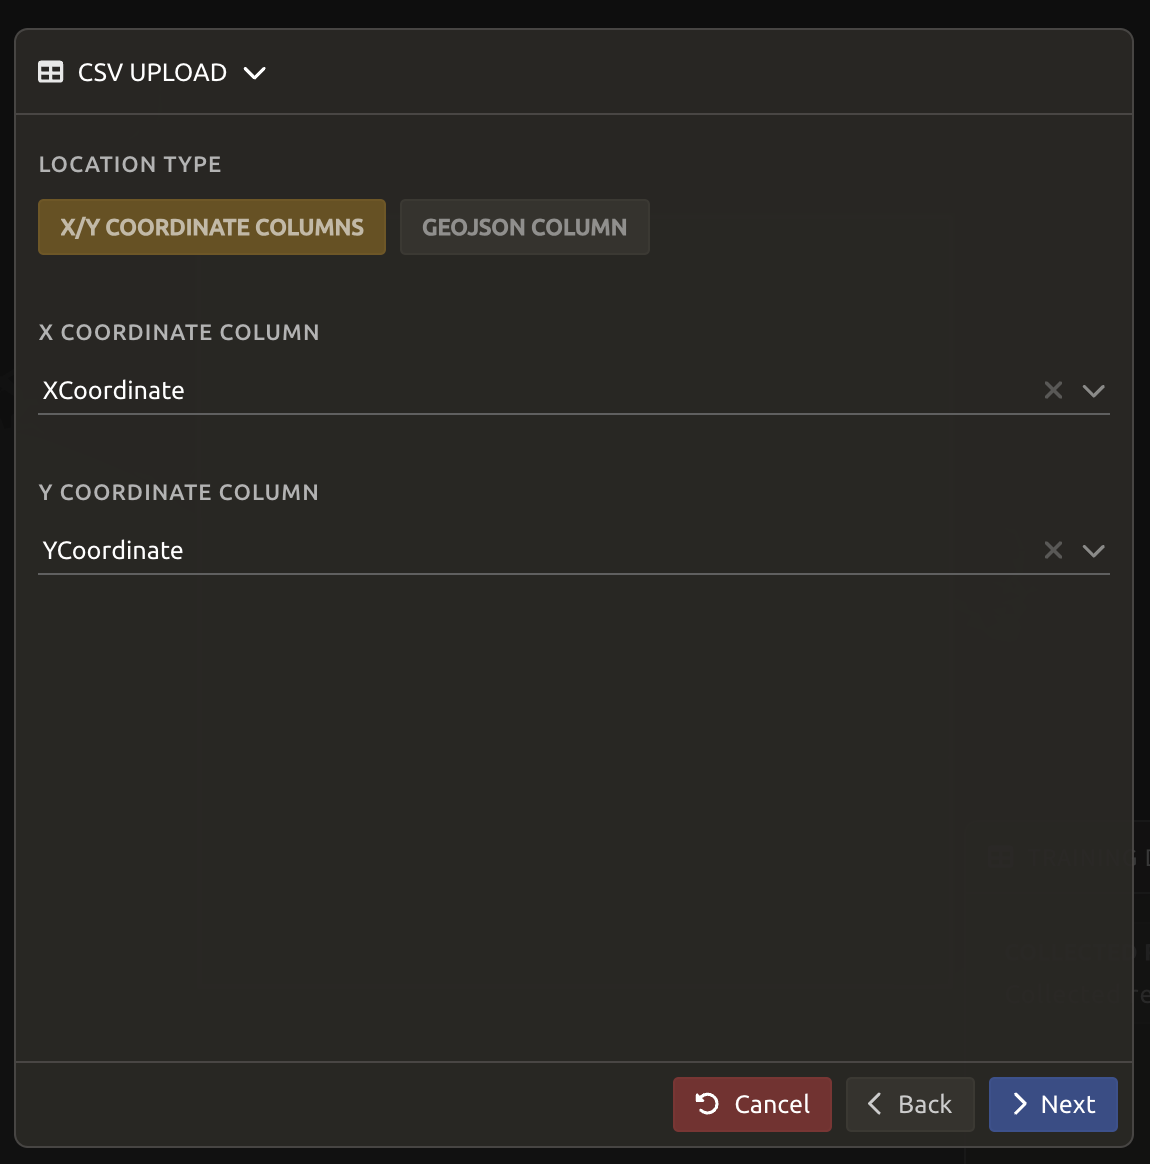 CSV UPLOAD
LOCATION TYPE
X/Y COORDINATE COLUMNS
GEOJSON COLUMN
X COORDINATE COLUMN
XCoordinate
Y COORDINATE COLUMN
YCoordinate
Cancel
Back
Next